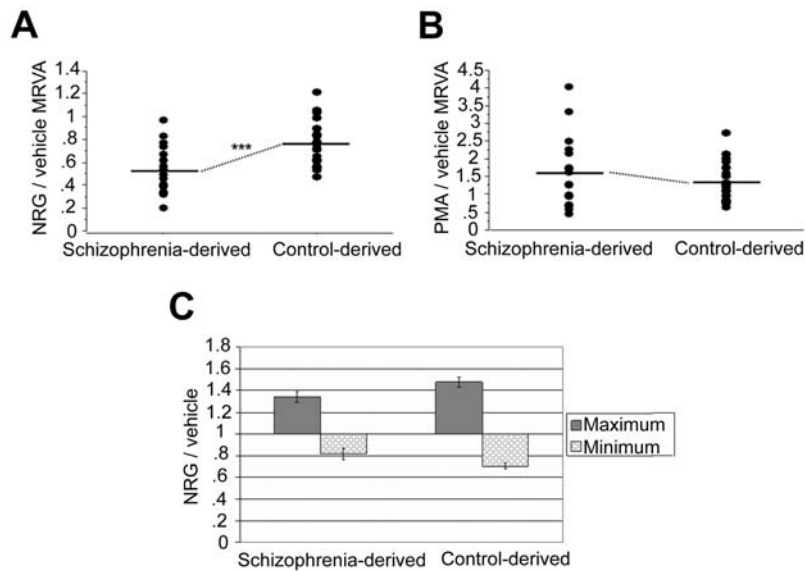 A
NRG / vehicle MRVA
1.4
1.2
1
.8
.6
.4
.2
0
***
Schizophrenia-derived
Control-derived
B
PMA / vehicle MRVA
4.5
4
3.5
3
2.5
2
1.5
1
.5
0
Schizophrenia-derived
Control-derived
C
NRG / vehicle
1.8
1.6
1.4
1.2
1
.8
.6
.4
.2
0
Schizophrenia-derived
Control-derived
Maximum
Minimum